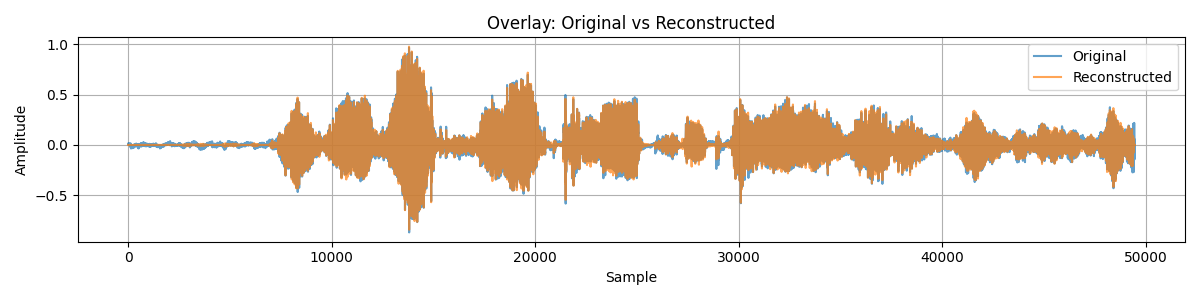 Overlay: Original vs Reconstructed
1.0
0.5
0.0
−0.5
Amplitude
Original
Reconstructed
0
10000
20000
30000
40000
50000
Sample